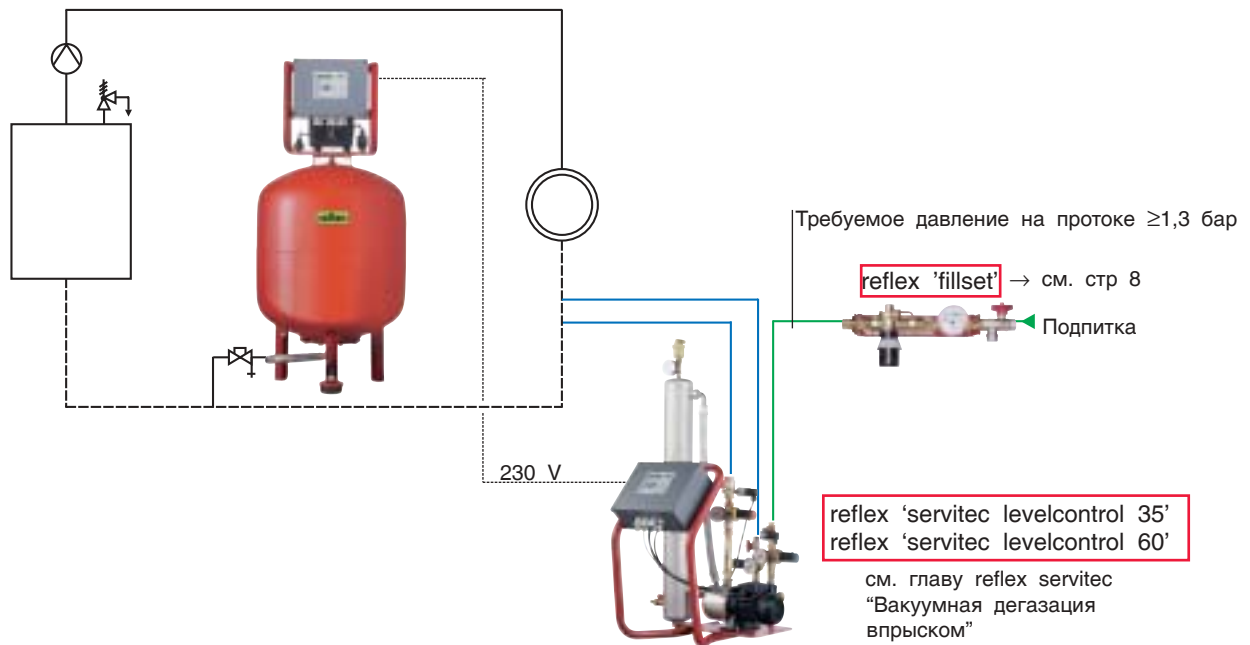 Требуемое давление на протоке ≥1,3 бар
reflex 'fillset' → см. стр 8
Подпитка
reflex
230 V
reflex ‘servitec levelcontrol 35’
reflex ‘servitec levelcontrol 60’
см. главу reflex servitec
“Вакуумная дегазация
впрыском”